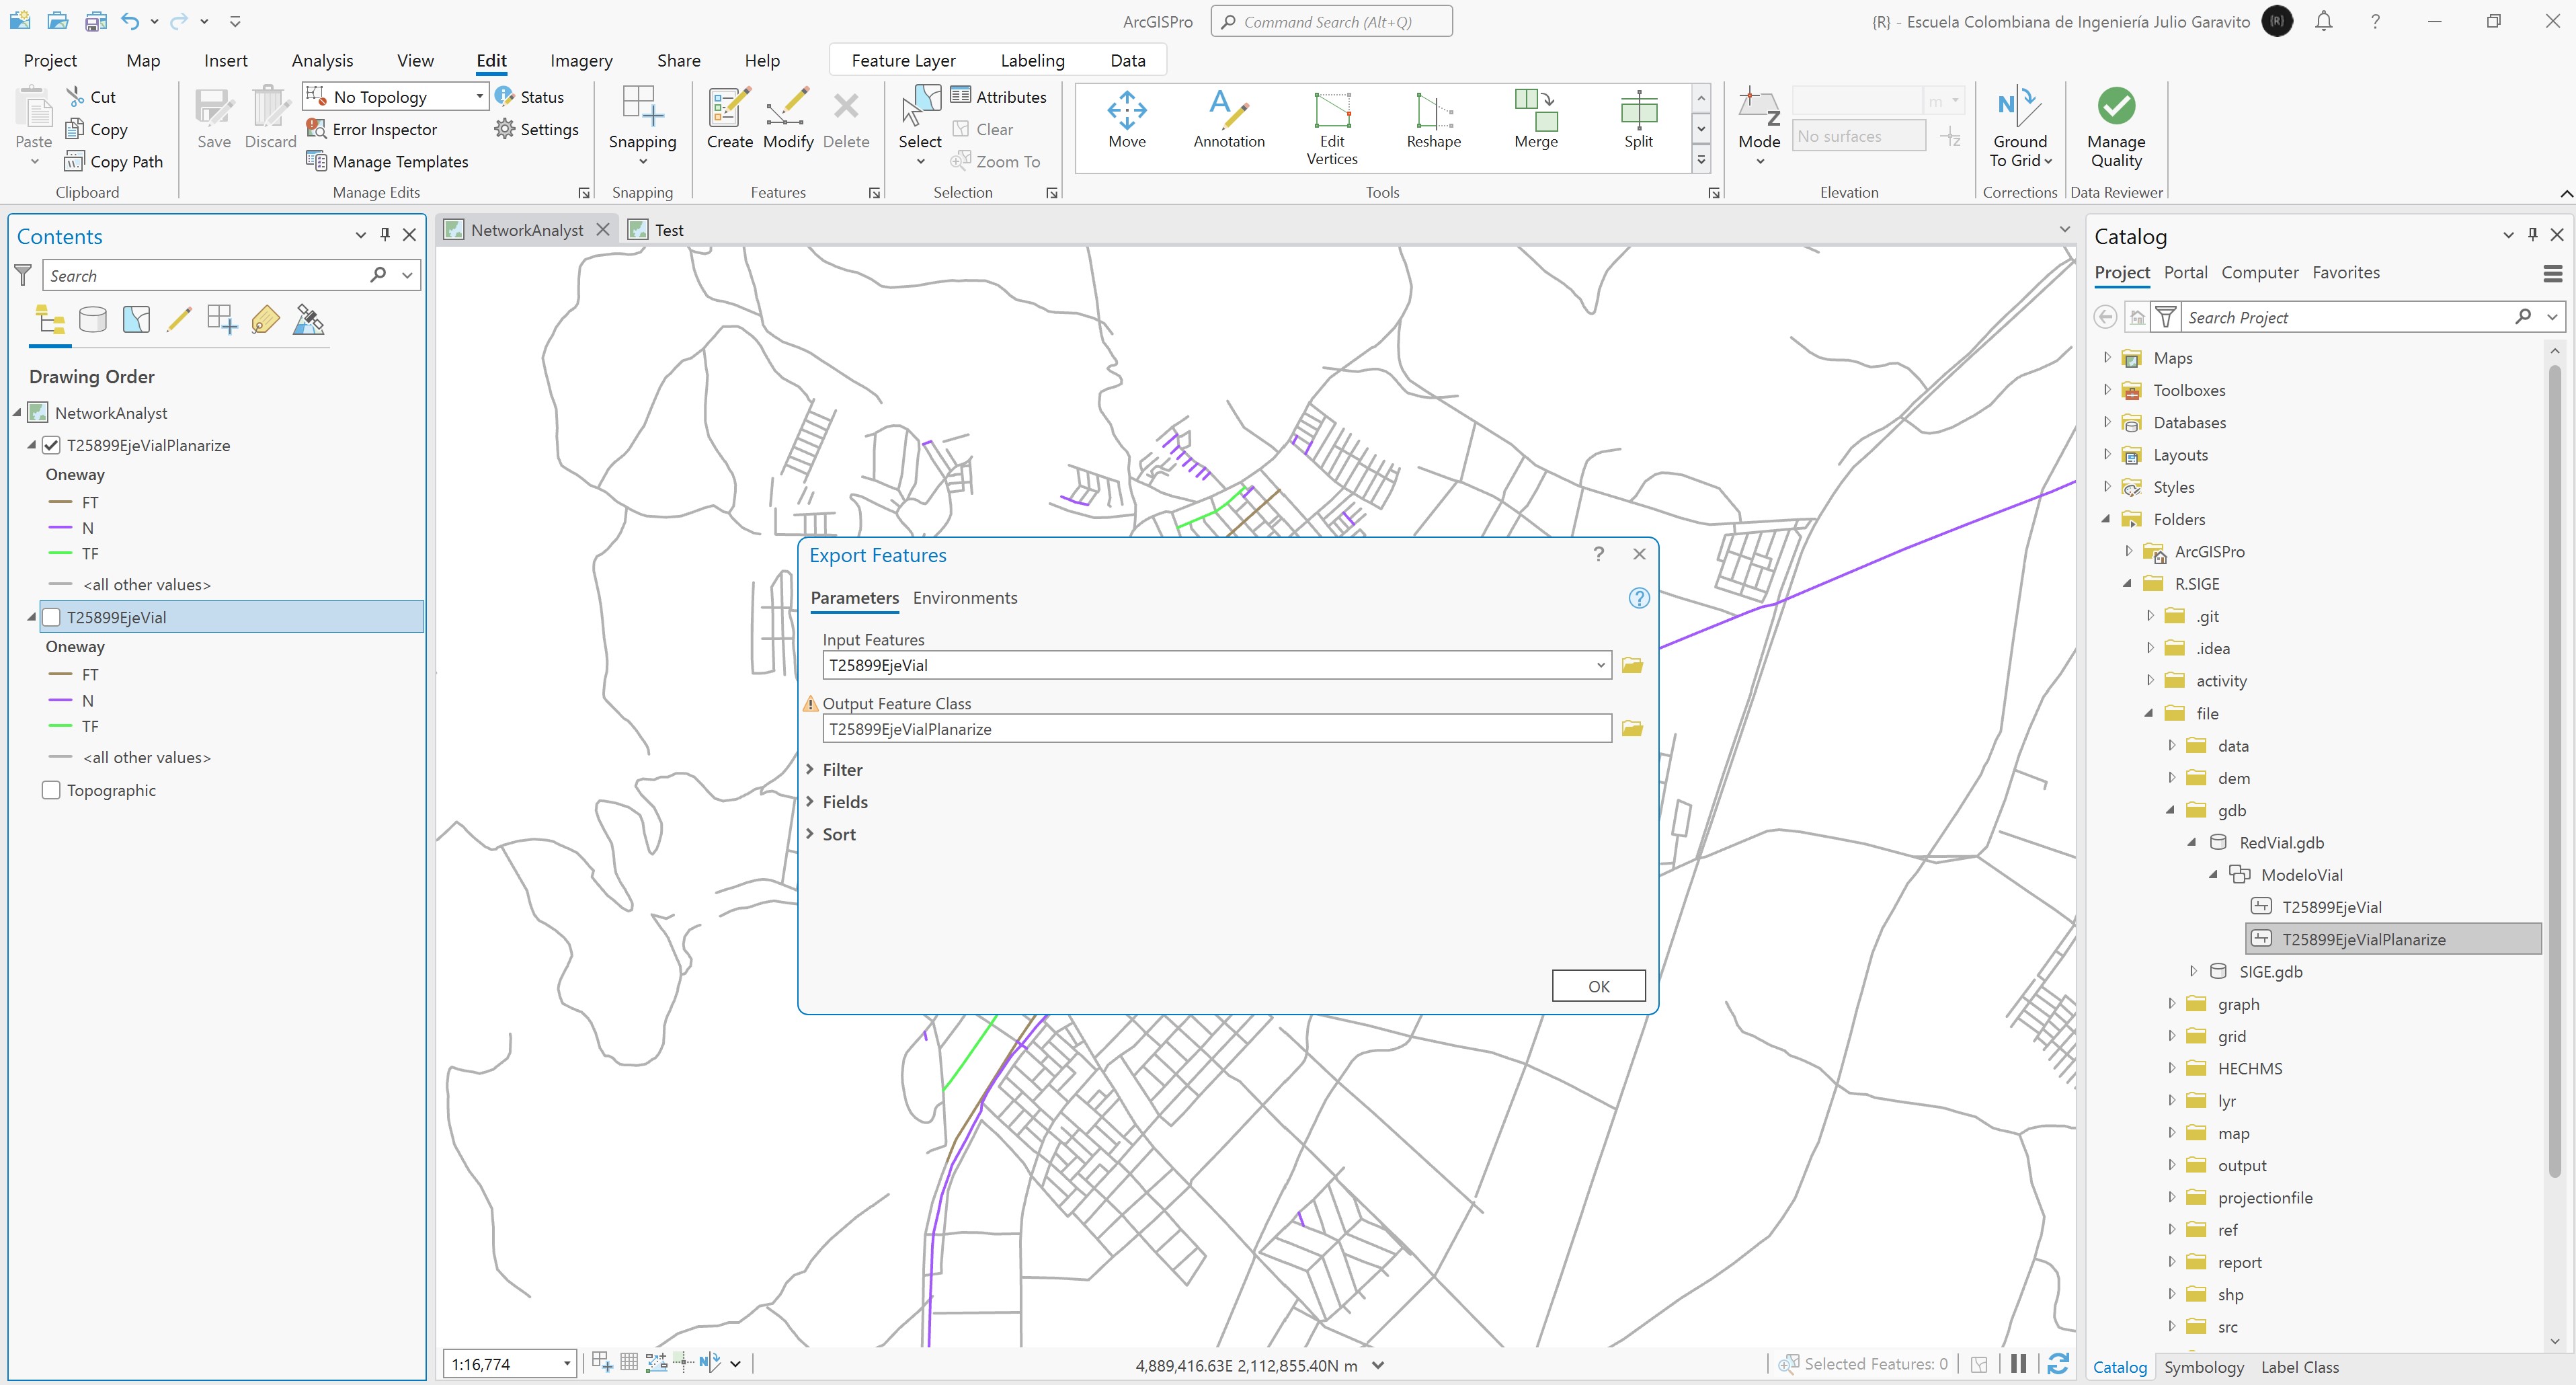 ArcGISPro
Command Search (Alt+Q)
{R} - Escuela Colombiana de Ingeniería Julio Garavito
{R}
?
Project
Map
Insert
Analysis
View
Edit
Imagery
Share
Help
Feature Layer
Labeling
Data
Paste
Cut
Copy
Copy Path
Clipboard
Save
Discard
No Topology
Error Inspector
Manage Templates
Status
Settings
Manage Edits
Snapping
Snapping
Create
Modify
Delete
Features
Select
Attributes
Clear
Zoom To
Selection
Move
Annotation
Edit
Vertices
Reshape
Merge
Split
Tools
Mode
m
No surfaces
Elevation
Ground
To Grid
Corrections
Manage
Quality
Data Reviewer
Contents
Search
Drawing Order
NetworkAnalyst
T25899EjeVialPlanarize
Oneway
FT
N
TF
<all other values>
T25899EjeVial
Oneway
FT
N
TF
<all other values>
Topographic
NetworkAnalyst
Test
Export Features
?
Parameters
Environments
?
Input Features
T25899EjeVial
Output Feature Class
T25899EjeVialPlanarize
Filter
Fields
Sort
OK
1:16,774
4,889,416.63E 2,112,855.40N m
Selected Features: 0
Catalog
Project
Portal
Computer
Favorites
Search Project
Maps
Toolboxes
Databases
Layouts
Styles
Folders
ArcGISPro
R.SIGE
.git
.idea
activity
file
data
dem
gdb
RedVial.gdb
ModeloVial
T25899EjeVial
T25899EjeVialPlanarize
SIGE.gdb
graph
grid
HECHMS
lyr
map
output
projectionfile
ref
report
shp
src
Catalog
Symbology
Label Class